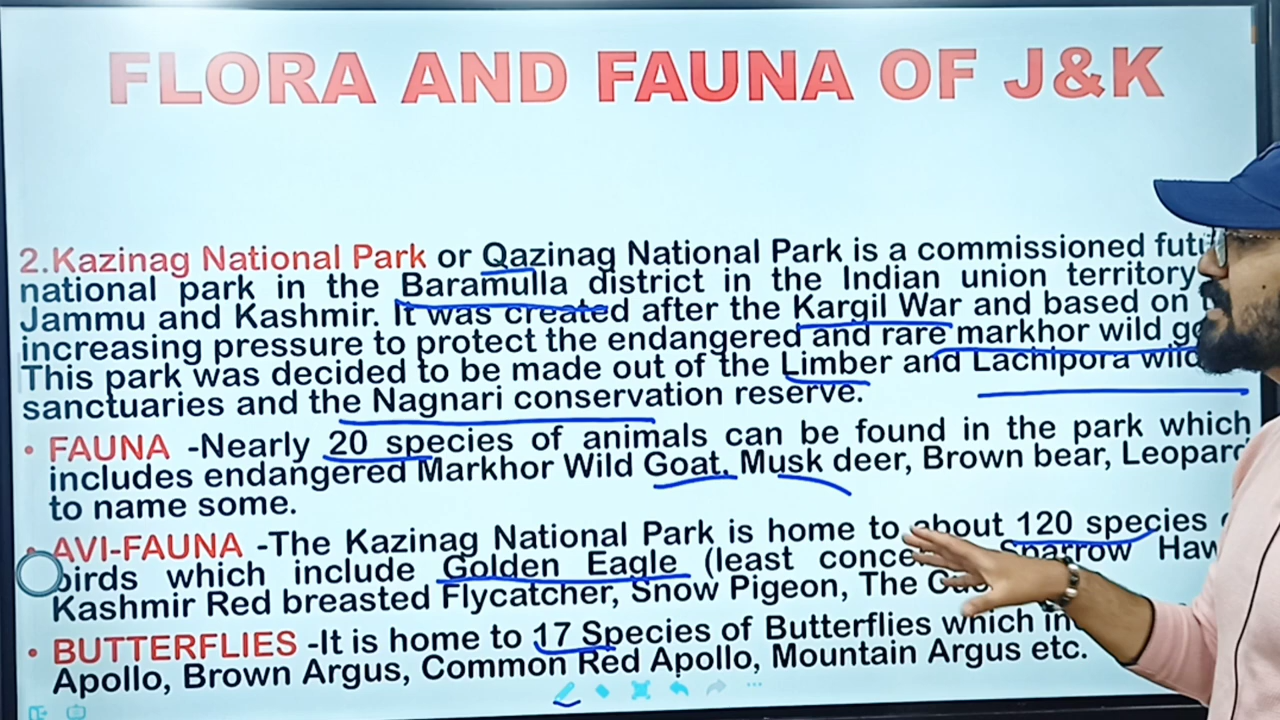 FLORA AND FAUNA OF J&K
2.Kazinag National Park or Qazinag National Park is a commissioned
national park in the Baramulla district in the Indian union territory
Jammu and Kashmir. It was created after the Kargil War and based on
increasing pressure to protect the endangered and rare markhor wild
This park was decided to be made out of the Limber and Lachipora
sanctuaries and the Nagnari conservation reserve.
• FAUNA -Nearly 20 species of animals can be found in the park which
includes endangered Markhor Wild Goat, Musk deer, Brown bear, Leopard
to name some.
• AVI-FAUNA -The Kazinag National Park is home to about 120 species
birds which include Golden Eagle (least Sparrow
Kashmir Red breasted Flycatcher, Snow Pigeon, The
• BUTTERFLIES -It is home to 17 Species of Butterflies which
Apollo, Brown Argus, Common Red Apollo, Mountain Argus etc.